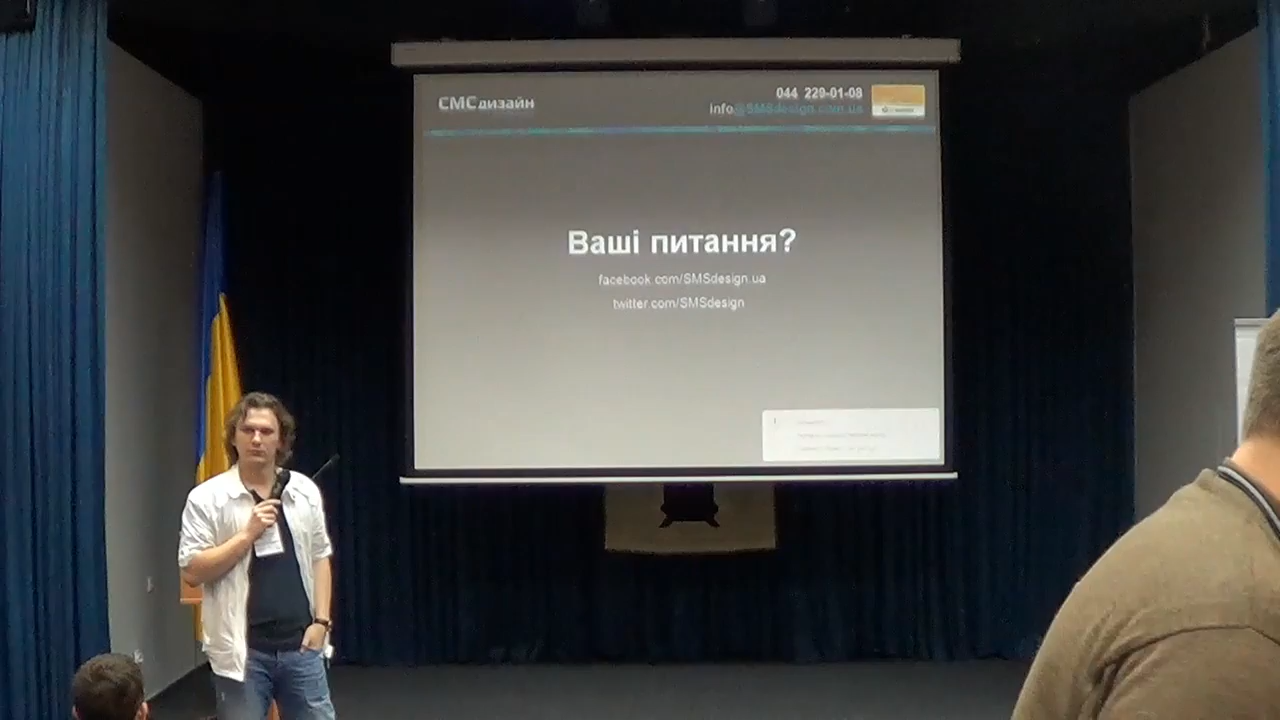 СМСдизайн
044 229-01-08
info@SMSdesign.com.ua
Ваші питання?
facebook.com/SMSdesign.ua
twitter.com/SMSdesign